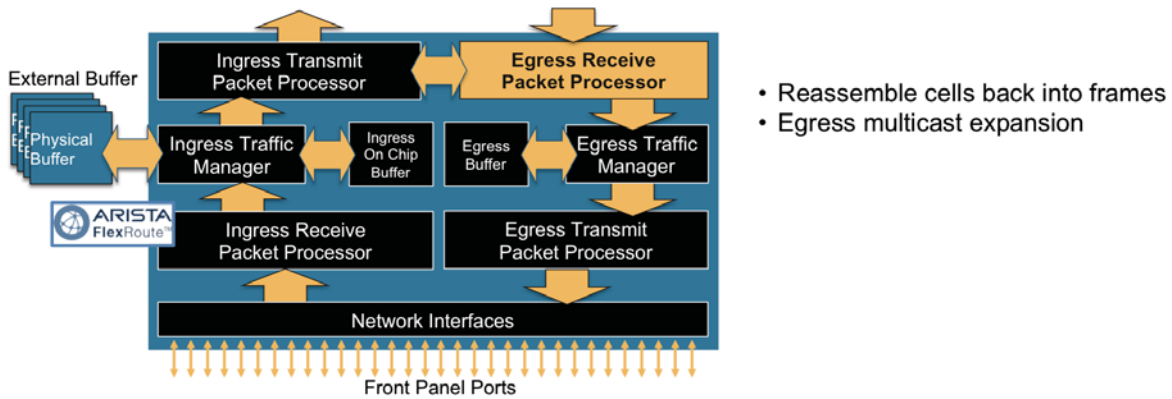 Ingress Transmit
Packet Processor
Egress Receive
Packet Processor
External Buffer
Physical
Buffer
Ingress Traffic
Manager
Ingress
On Chip
Buffer
Egress
Buffer
Egress Traffic
Manager
ARISTA
FlexRoute™
Ingress Receive
Packet Processor
Egress Transmit
Packet Processor
Network Interfaces
Front Panel Ports
• Reassemble cells back into frames
• Egress multicast expansion